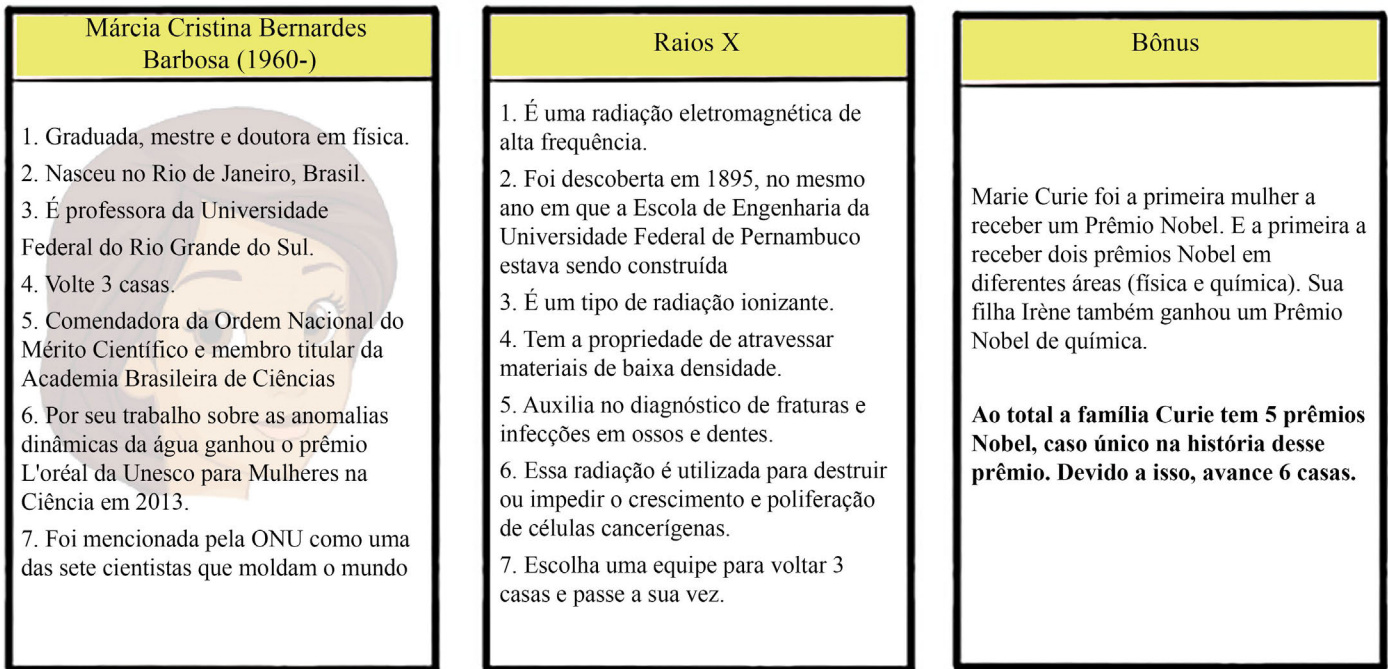 Márcia Cristina Bernardes
Barbosa (1960-)
1. Graduada, mestre e doutora em física.
2. Nasceu no Rio de Janeiro, Brasil.
3. É professora da Universidade
Federal do Rio Grande do Sul.
4. Volte 3 casas.
5. Comendadora da Ordem Nacional do
Mérito Científico e membro titular da
Academia Brasileira de Ciências
6. Por seu trabalho sobre as anomalias
dinâmicas da água ganhou o prêmio
L'oréal da Unesco para Mulheres na
Ciência em 2013.
7. Foi mencionada pela ONU como uma
das sete cientistas que moldam o mundo
Raios X
1. É uma radiação eletromagnética de
alta frequência.
2. Foi descoberta em 1895, no mesmo
ano em que a Escola de Engenharia da
Universidade Federal de Pernambuco
estava sendo construída
3. É um tipo de radiação ionizante.
4. Tem a propriedade de atravessar
materiais de baixa densidade.
5. Auxilia no diagnóstico de fraturas e
infecções em ossos e dentes.
6. Essa radiação é utilizada para destruir
ou impedir o crescimento e poliferação
de células cancerígenas.
7. Escolha uma equipe para voltar 3
casas e passe a sua vez.
Bônus
Marie Curie foi a primeira mulher a
receber um Prêmio Nobel. E a primeira a
receber dois prêmios Nobel em
diferentes áreas (física e química). Sua
filha Irène também ganhou um Prêmio
Nobel de química.
Ao total a família Curie tem 5 prêmios
Nobel, caso único na história desse
prêmio. Devido a isso, avance 6 casas.